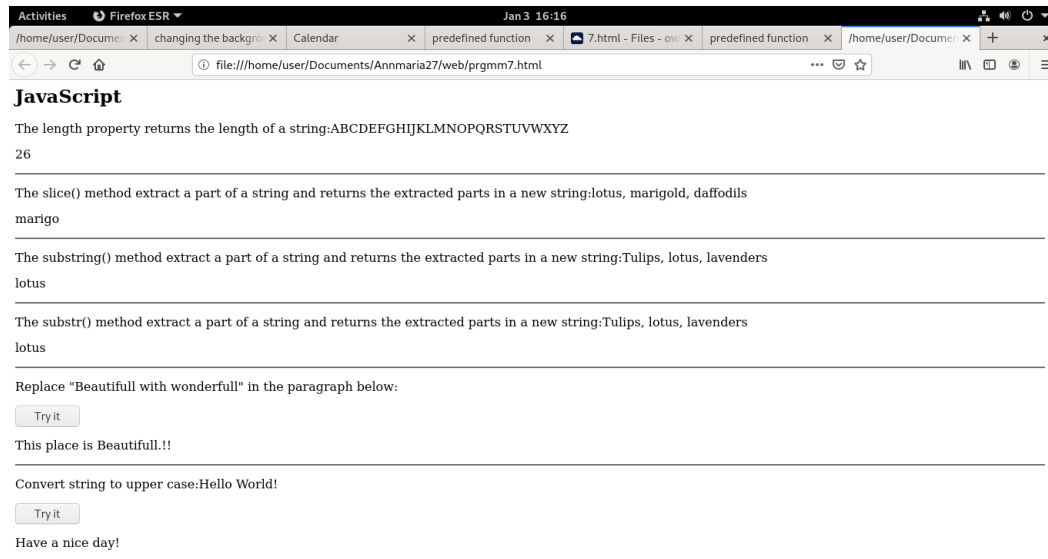 Activities Firefox ESR Jan 3 16:16
/home/user/Documen changing the backgro Calendar predefined function 7.html - Files - ow predefined function /home/user/Documen
file:///home/user/Documents/Annmaria27/web/prgmm7.html
JavaScript
The length property returns the length of a string:ABCDEFGHIJKLMNOPQRSTUVWXYZ
26
The slice() method extract a part of a string and returns the extracted parts in a new string:lotus, marigold, daffodils
marigo
The substring() method extract a part of a string and returns the extracted parts in a new string:Tulips, lotus, lavenders
lotus
The substr() method extract a part of a string and returns the extracted parts in a new string:Tulips, lotus, lavenders
lotus
Replace "Beautifull with wonderfull" in the paragraph below:
Try it
This place is Beautifull.!!
Convert string to upper case:Hello World!
Try it
Have a nice day!